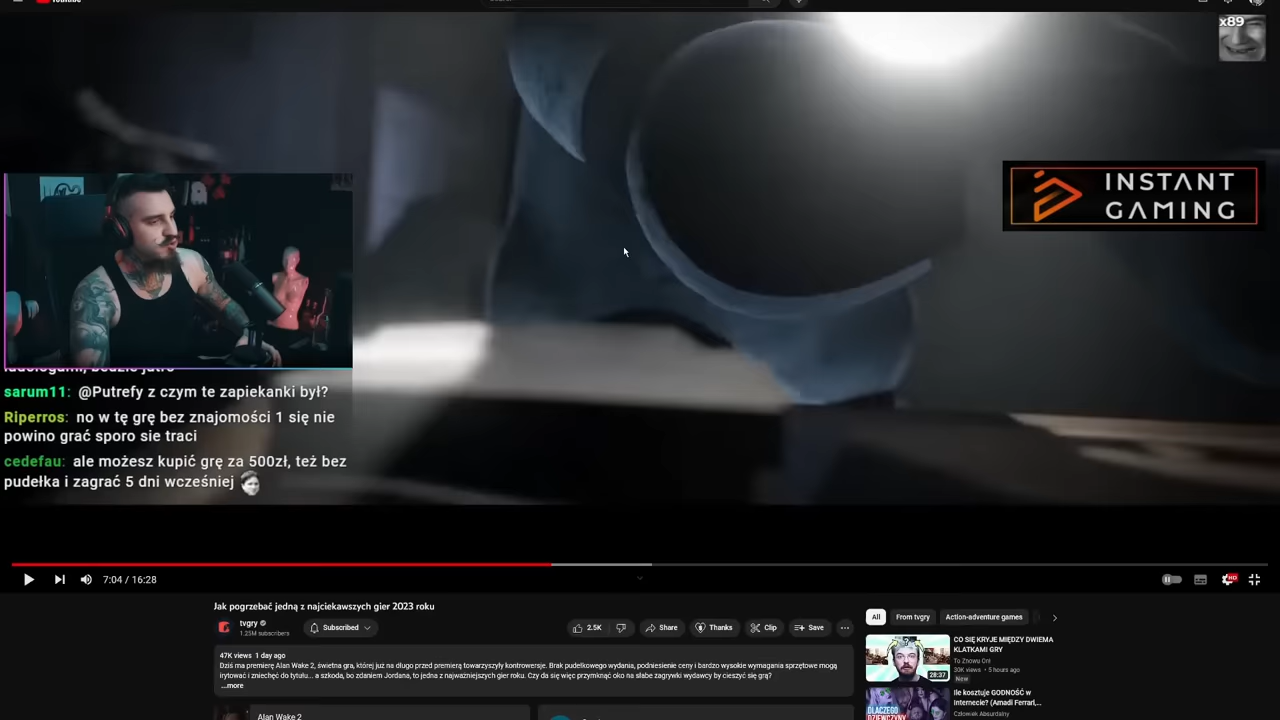 x89
INSTANT
GAMING
sarum11: @Putrefy z czym te zapiekanki był?
Riperros: no w tę grę bez znajomości 1 się nie
powino grać sporo sie traci
cedefau: ale możesz kupić grę za 500zł, też bez
pudełka i zagrać 5 dni wcześniej
7:04 / 16:28
HD
Jak pogrzebać jedną z najciekawszych gier 2023 roku
tvgry
1.25M subscribers
Subscribed
2.5K
Share
Thanks
Clip
Save
47K views 1 day ago
Dziś ma premierę Alan Wake 2, świetna gra, której już na długo przed premierą towarzyszyły kontrowersje. Brak pudełkowego wydania, podniesienie ceny i bardzo wysokie wymagania sprzętowe mogą
irytować i zniechęc do tytułu... a szkoda, bo zdaniem Jordana, to jedna z najważniejszych gier roku. Czy da się więc przymknąć oko na słabe zagrywki wydawcy by cieszyć się grą?
...more
Alan Wake 2
All
From tvgry
Action-adventure games
CO SIĘ KRYJE MIĘDZY DWIEMA
KLATKAMI GRY
To Znowu On!
30K views • 5 hours ago
New
28:37
Ile kosztuje GODNOŚĆ w
internecie? (Amadi Ferrari,...
Człowiek Absurdalny
DLACZEGO
DZIEWCZYNY